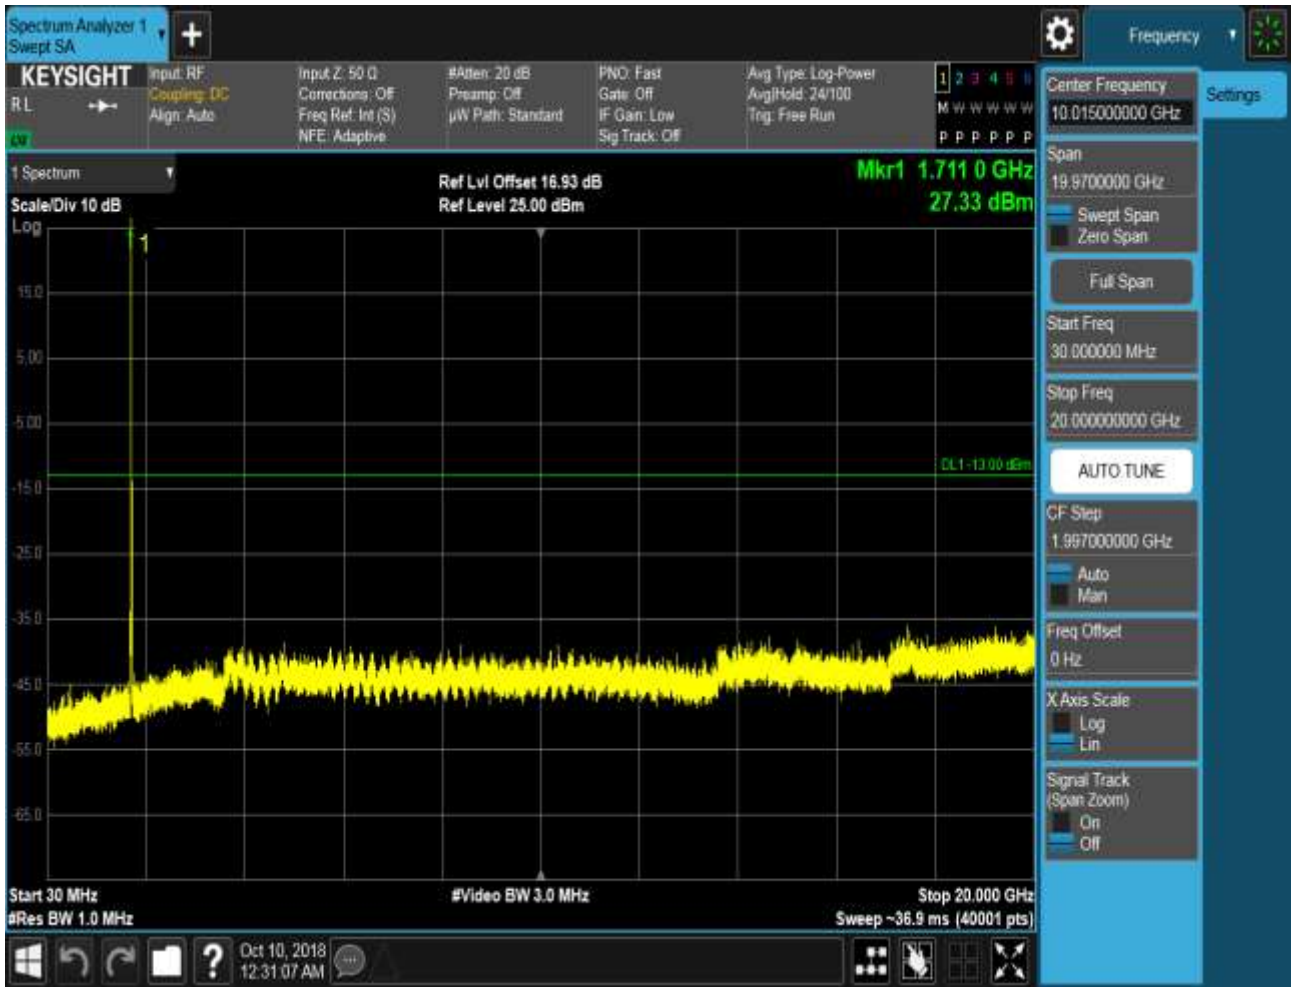 Spectrum Analyzer 1
Swept SA
+
Frequency
KEYSIGHT
RL
LXI
Input: RF
Coupling: DC
Align: Auto
Input Z: 50 Ω
Corrections: Off
Freq Ref: Int (S)
NFE: Adaptive
#Atten: 20 dB
Preamp: Off
µW Path: Standard
PNO: Fast
Gate: Off
IF Gain: Low
Sig Track: Off
Avg Type: Log-Power
Avg|Hold: 24/100
Trig: Free Run
1 2 3 4 5 6
M W W W W W
P P P P P P
1 Spectrum
Scale/Div 10 dB
Log
Ref Lvl Offset 16.93 dB
Ref Level 25.00 dBm
Mkr1 1.711 0 GHz
27.33 dBm
1
15.0
5.00
-5.00
-15.0
-25.0
-35.0
-45.0
-55.0
-65.0
DL1 -13.00 dBm
Start 30 MHz
#Res BW 1.0 MHz
#Video BW 3.0 MHz
Stop 20.000 GHz
Sweep ~36.9 ms (40001 pts)
Center Frequency
10.015000000 GHz
Settings
Span
19.9700000 GHz
Swept Span
Zero Span
Full Span
Start Freq
30.000000 MHz
Stop Freq
20.000000000 GHz
AUTO TUNE
CF Step
1.997000000 GHz
Auto
Man
Freq Offset
0 Hz
X Axis Scale
Log
Lin
Signal Track
(Span Zoom)
On
Off
?
Oct 10, 2018
12:31:07 AM